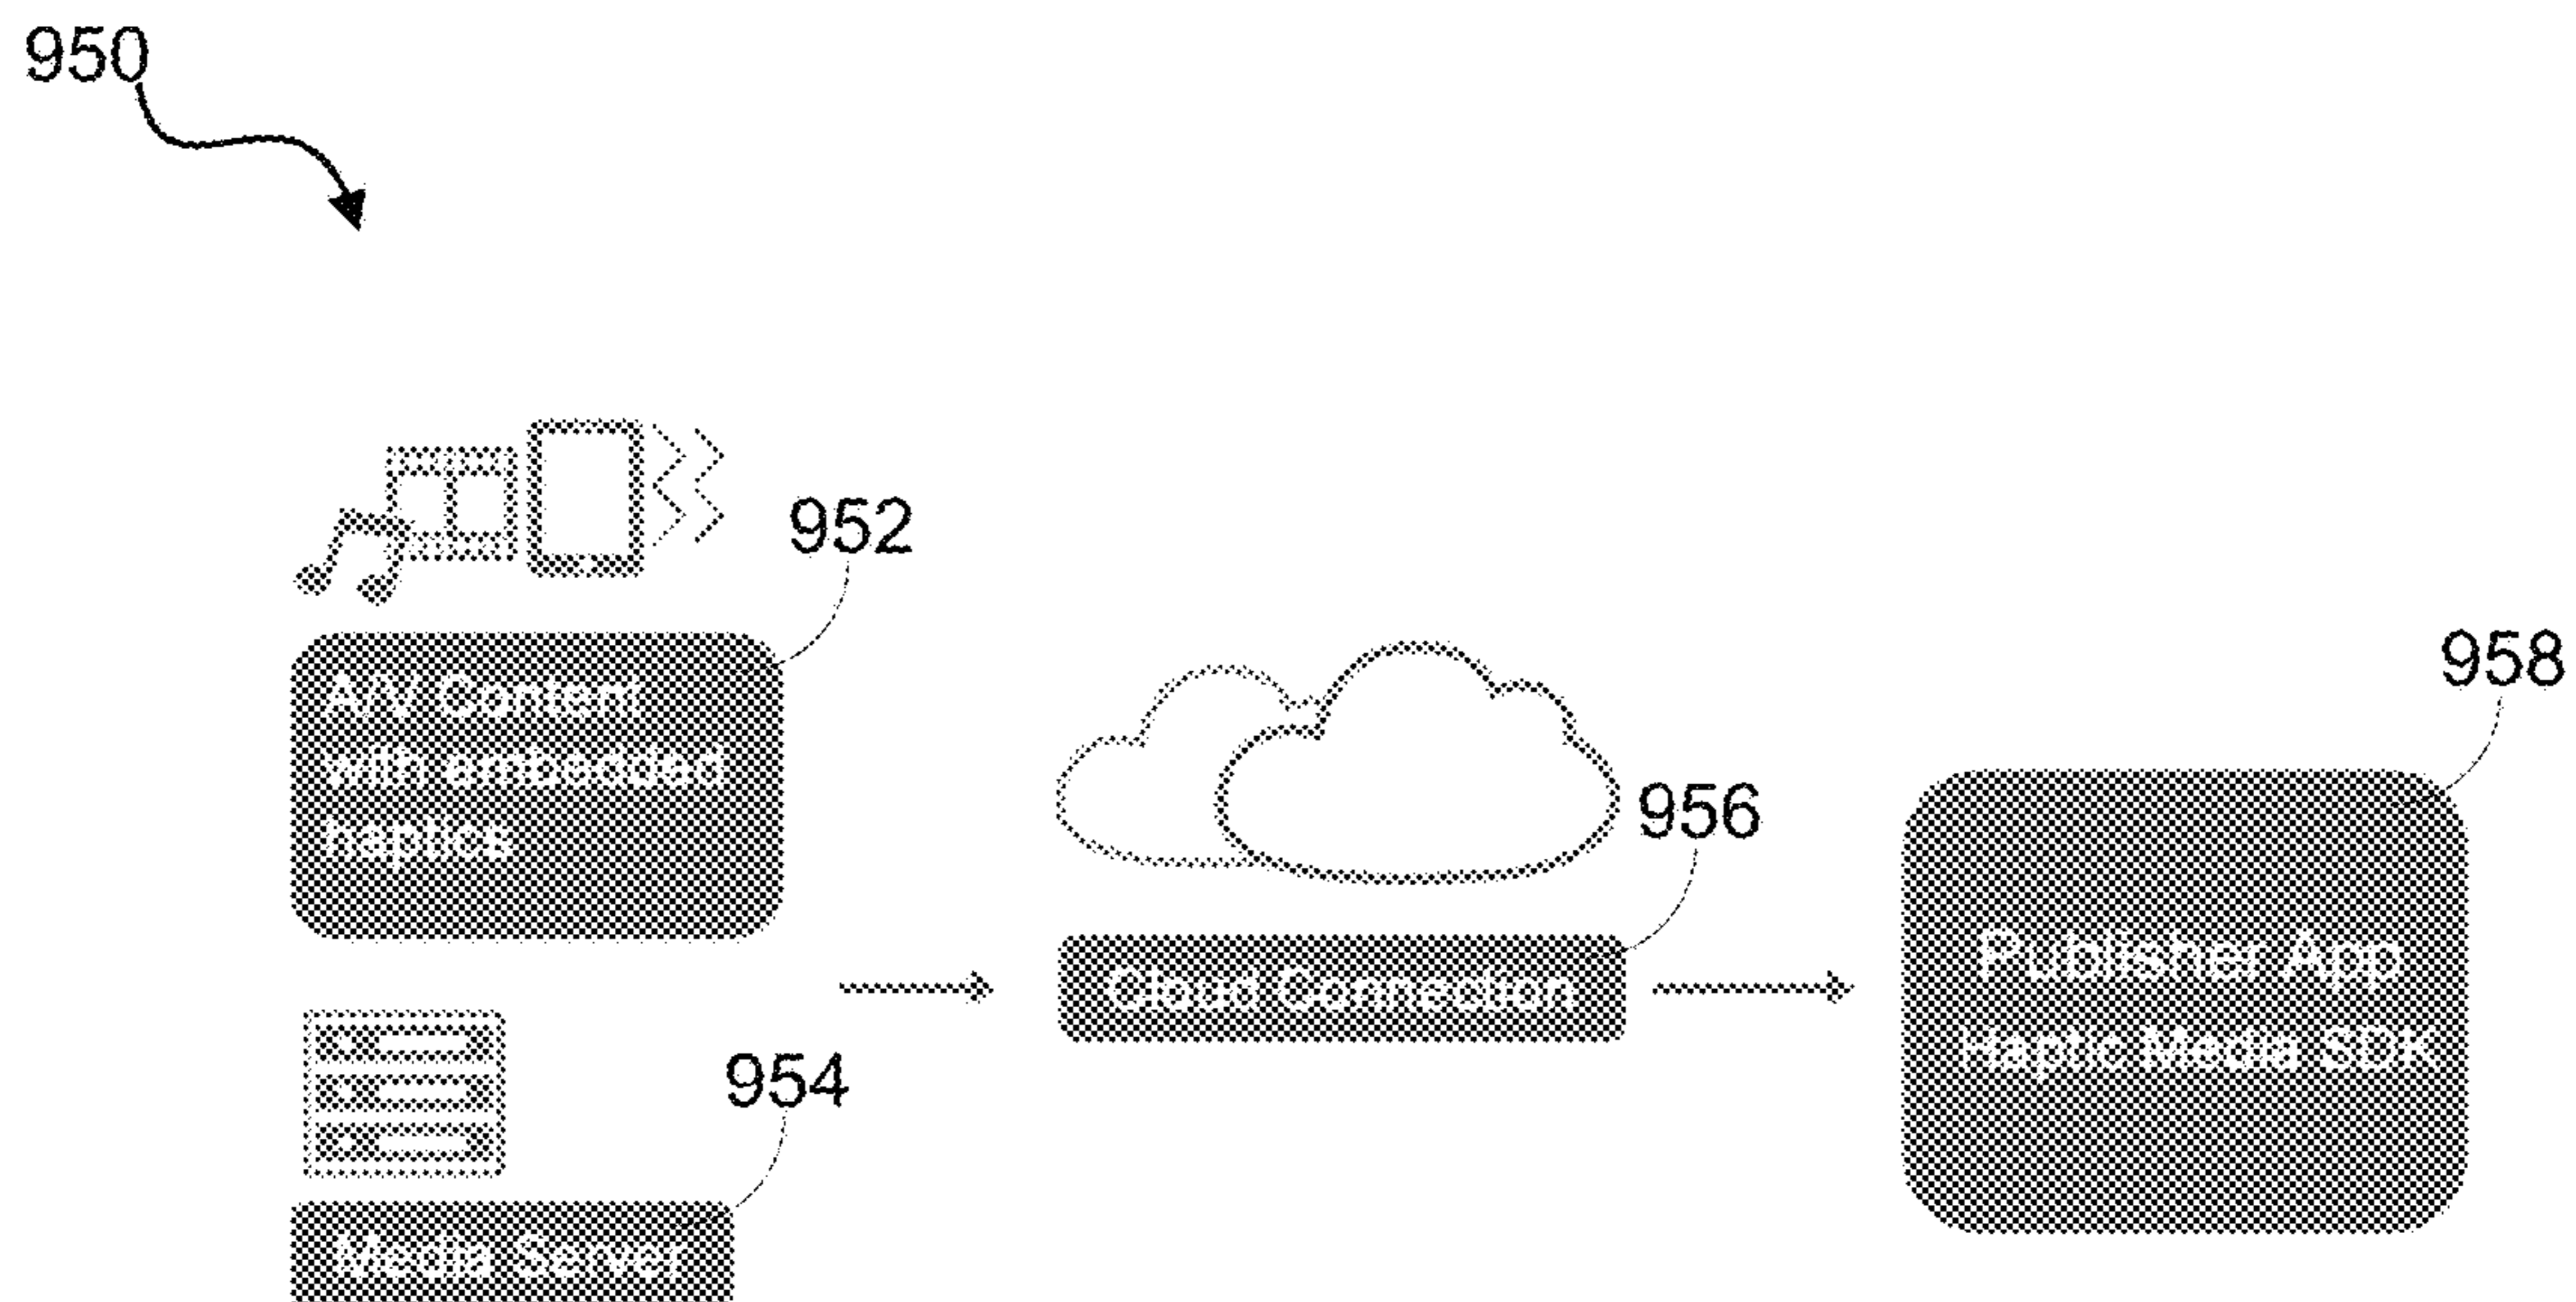 950
952
A/V Content
with embedded
haptics
956
Cloud Connection
958
Publisher App
Haptic Media SDK
954
Media Server